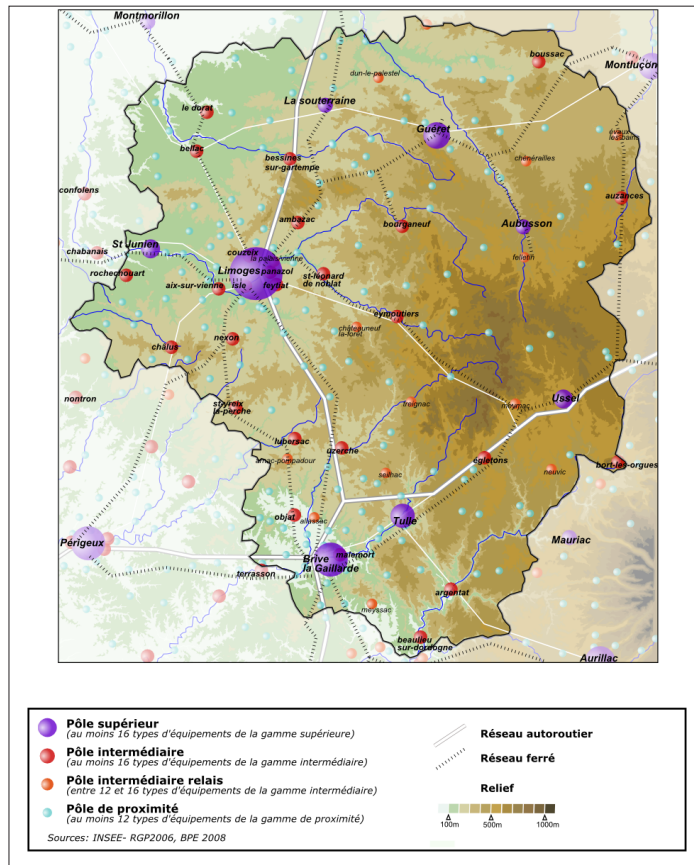 Montmorillon
boussac
Montluçon
dun-le-palestel
La souterraine
le dorat
Guéret
évaux
les bains
bellac
bessines
sur-gartempe
chénérailles
confolens
auzances
ambazac
bourganeuf
Aubusson
St Junien
chabanais
couzeix
la palais
felletin
Limoges
panazol
rochechouart
st-léonard
de noblat
aix-sur-vienne
isle
feytiat
eymoutiers
châteauneuf
la-forêt
nexon
châlus
nontron
Ussel
st-yreix
la-perche
treignac
meymac
lubersac
uzerche
égletons
arnac-pompadour
seilhac
neuvic
bort-les-orgues
objat
allassac
Tulle
Périgueux
Mauriac
malemort
Brive
la Gaillarde
terrasson
argentat
meyssac
beaulieu
sur-dordogne
Aurillac
Pôle supérieur
(au moins 16 types d'équipements de la gamme supérieure)
Pôle intermédiaire
(au moins 16 types d'équipements de la gamme intermédiaire)
Pôle intermédiaire relais
(entre 12 et 16 types d'équipements de la gamme intermédiaire)
Pôle de proximité
(au moins 12 types d'équipements de la gamme de proximité)
Sources: INSEE- RGP2006, BPE 2008
Réseau autoroutier
Réseau ferré
Relief
100m
500m
1000m